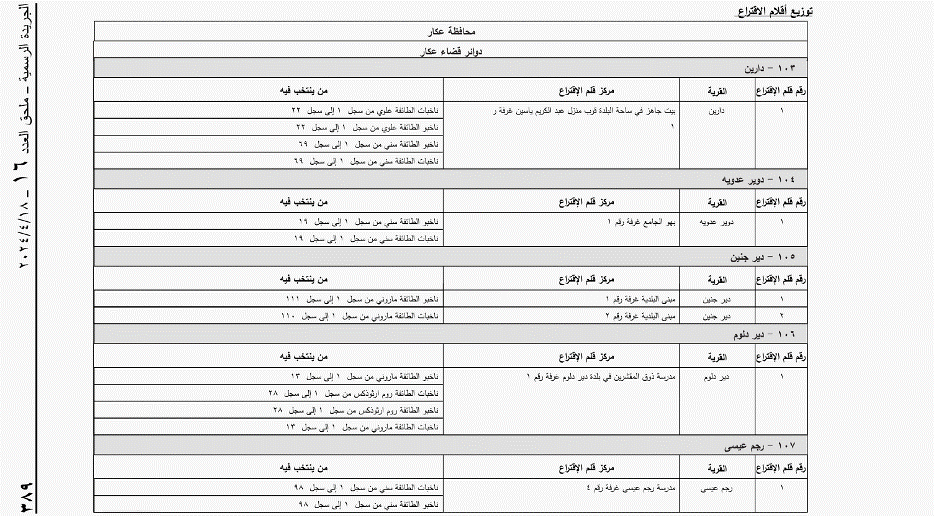 الجريدة الرسمية – ملحق العدد ١٦ – ٢٠٢٤/٤/١٨
توزيع أقلام الاقتراع
محافظة عكار
دوائر قضاء عكار
١٠٣ - دارين
رقم قلم الإقتراع القرية مركز قلم الإقتراع من ينتخب فيه
١ دارين بيت جاهز في ساحة البلدة قرب منزل عبد الكريم ياسين غرفة ر ١ ناخبات الطائفة علوي من سجل ١ إلى سجل ٢٢
ناخبو الطائفة علوي من سجل ١ إلى سجل ٢٢
ناخبو الطائفة سني من سجل ١ إلى سجل ٦٩
ناخبات الطائفة سني من سجل ١ إلى سجل ٦٩
١٠٤ - دوير عدويه
رقم قلم الإقتراع القرية مركز قلم الإقتراع من ينتخب فيه
١ دوير عدويه بهو الجامع غرفة رقم ١ ناخبو الطائفة سني من سجل ١ إلى سجل ١٩
ناخبات الطائفة سني من سجل ١ إلى سجل ١٩
١٠٥ - دير جنين
رقم قلم الإقتراع القرية مركز قلم الإقتراع من ينتخب فيه
١ دير جنين مبنى البلدية غرفة رقم ١ ناخبو الطائفة ماروني من سجل ١ إلى سجل ١١١
٢ دير جنين مبنى البلدية غرفة رقم ٢ ناخبات الطائفة ماروني من سجل ١ إلى سجل ١١٠
١٠٦ - دير دلوم
رقم قلم الإقتراع القرية مركز قلم الإقتراع من ينتخب فيه
١ دير دلوم مدرسة ذوق المقشرين في بلدة دير دلوم غرفة رقم ١ ناخبو الطائفة ماروني من سجل ١ إلى سجل ١٣
ناخبات الطائفة روم ارثوذكس من سجل ١ إلى سجل ٢٨
ناخبو الطائفة روم ارثوذكس من سجل ١ إلى سجل ٢٨
ناخبات الطائفة ماروني من سجل ١ إلى سجل ١٣
١٠٧ - رجم عيسى
رقم قلم الإقتراع القرية مركز قلم الإقتراع من ينتخب فيه
١ رجم عيسى مدرسة رجم عيسى غرفة رقم ٤ ناخبات الطائفة سني من سجل ١ إلى سجل ٩٨
ناخبو الطائفة سني من سجل ١ إلى سجل ٩٨
٣٨٩